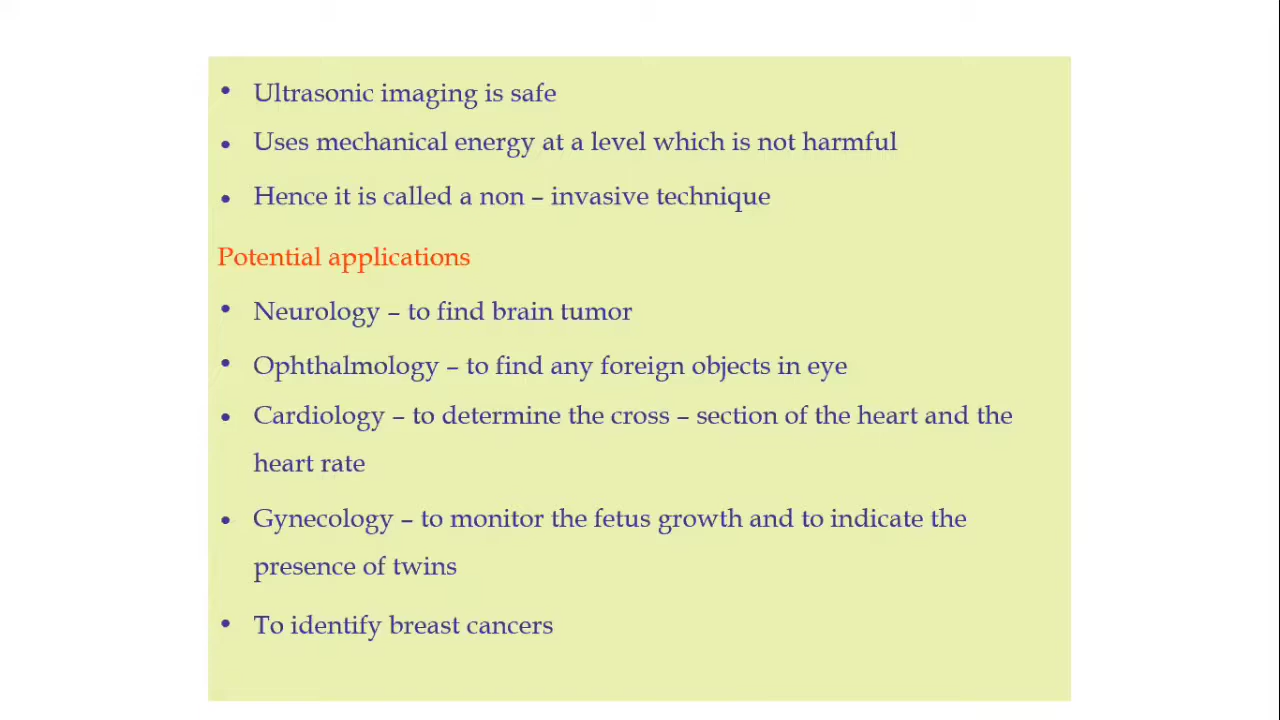 • Ultrasonic imaging is safe
• Uses mechanical energy at a level which is not harmful
• Hence it is called a non – invasive technique
Potential applications
• Neurology – to find brain tumor
• Ophthalmology – to find any foreign objects in eye
• Cardiology – to determine the cross – section of the heart and the
heart rate
• Gynecology – to monitor the fetus growth and to indicate the
presence of twins
• To identify breast cancers